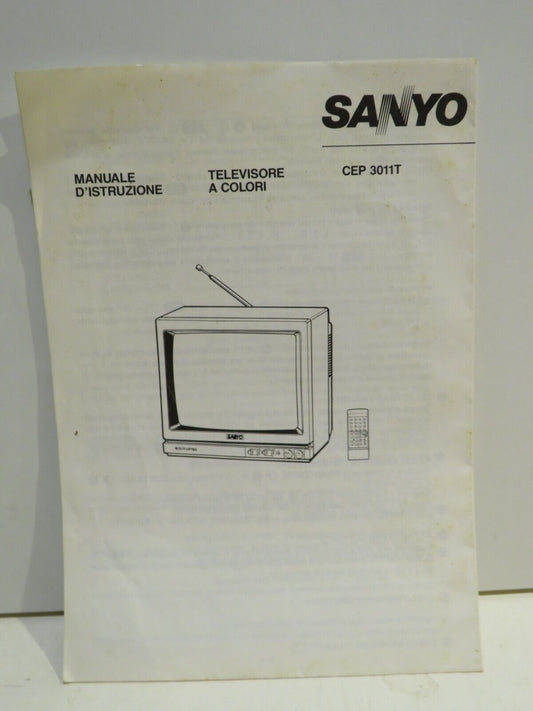 SANYO
MANUALE
D'ISTRUZIONE
TELEVISORE
A COLORI
CEP 3011T
SANYO